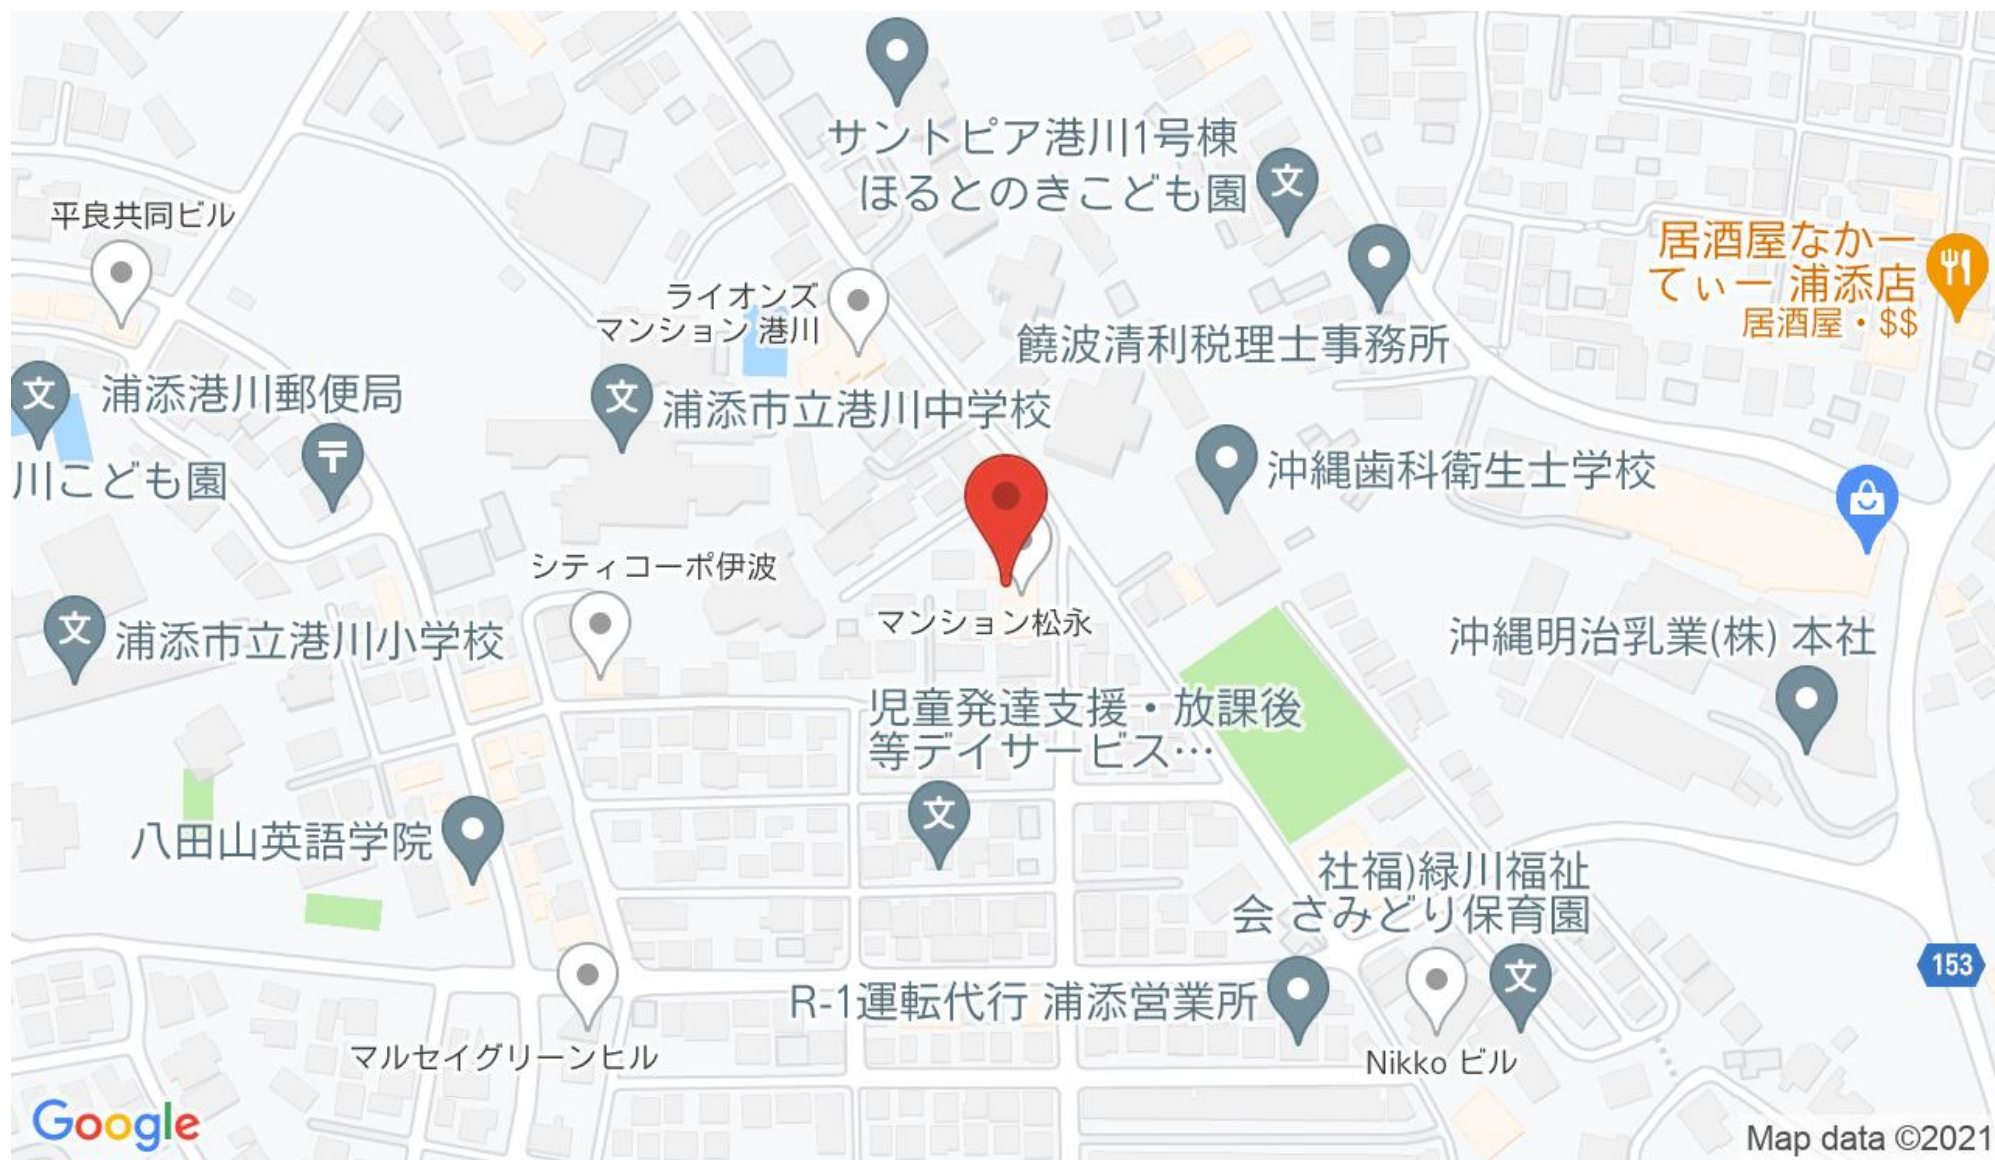 サントピア港川1号棟
ほるとのきこども園
文
平良共同ビル
居酒屋なかー
てぃー 浦添店
居酒屋・$$
ライオンズ
マンション 港川
饒波清利税理士事務所
文
浦添港川郵便局
〒
文
浦添市立港川中学校
川こども園
沖縄歯科衛生士学校
シティコーポ伊波
マンション松永
文
浦添市立港川小学校
沖縄明治乳業(株) 本社
児童発達支援・放課後
等デイサービス…
文
八田山英語学院
社福)緑川福祉
会 さみどり保育園
文
153
R-1運転代行 浦添営業所
マルセイグリーンヒル
Nikko ビル
Google
Map data ©2021